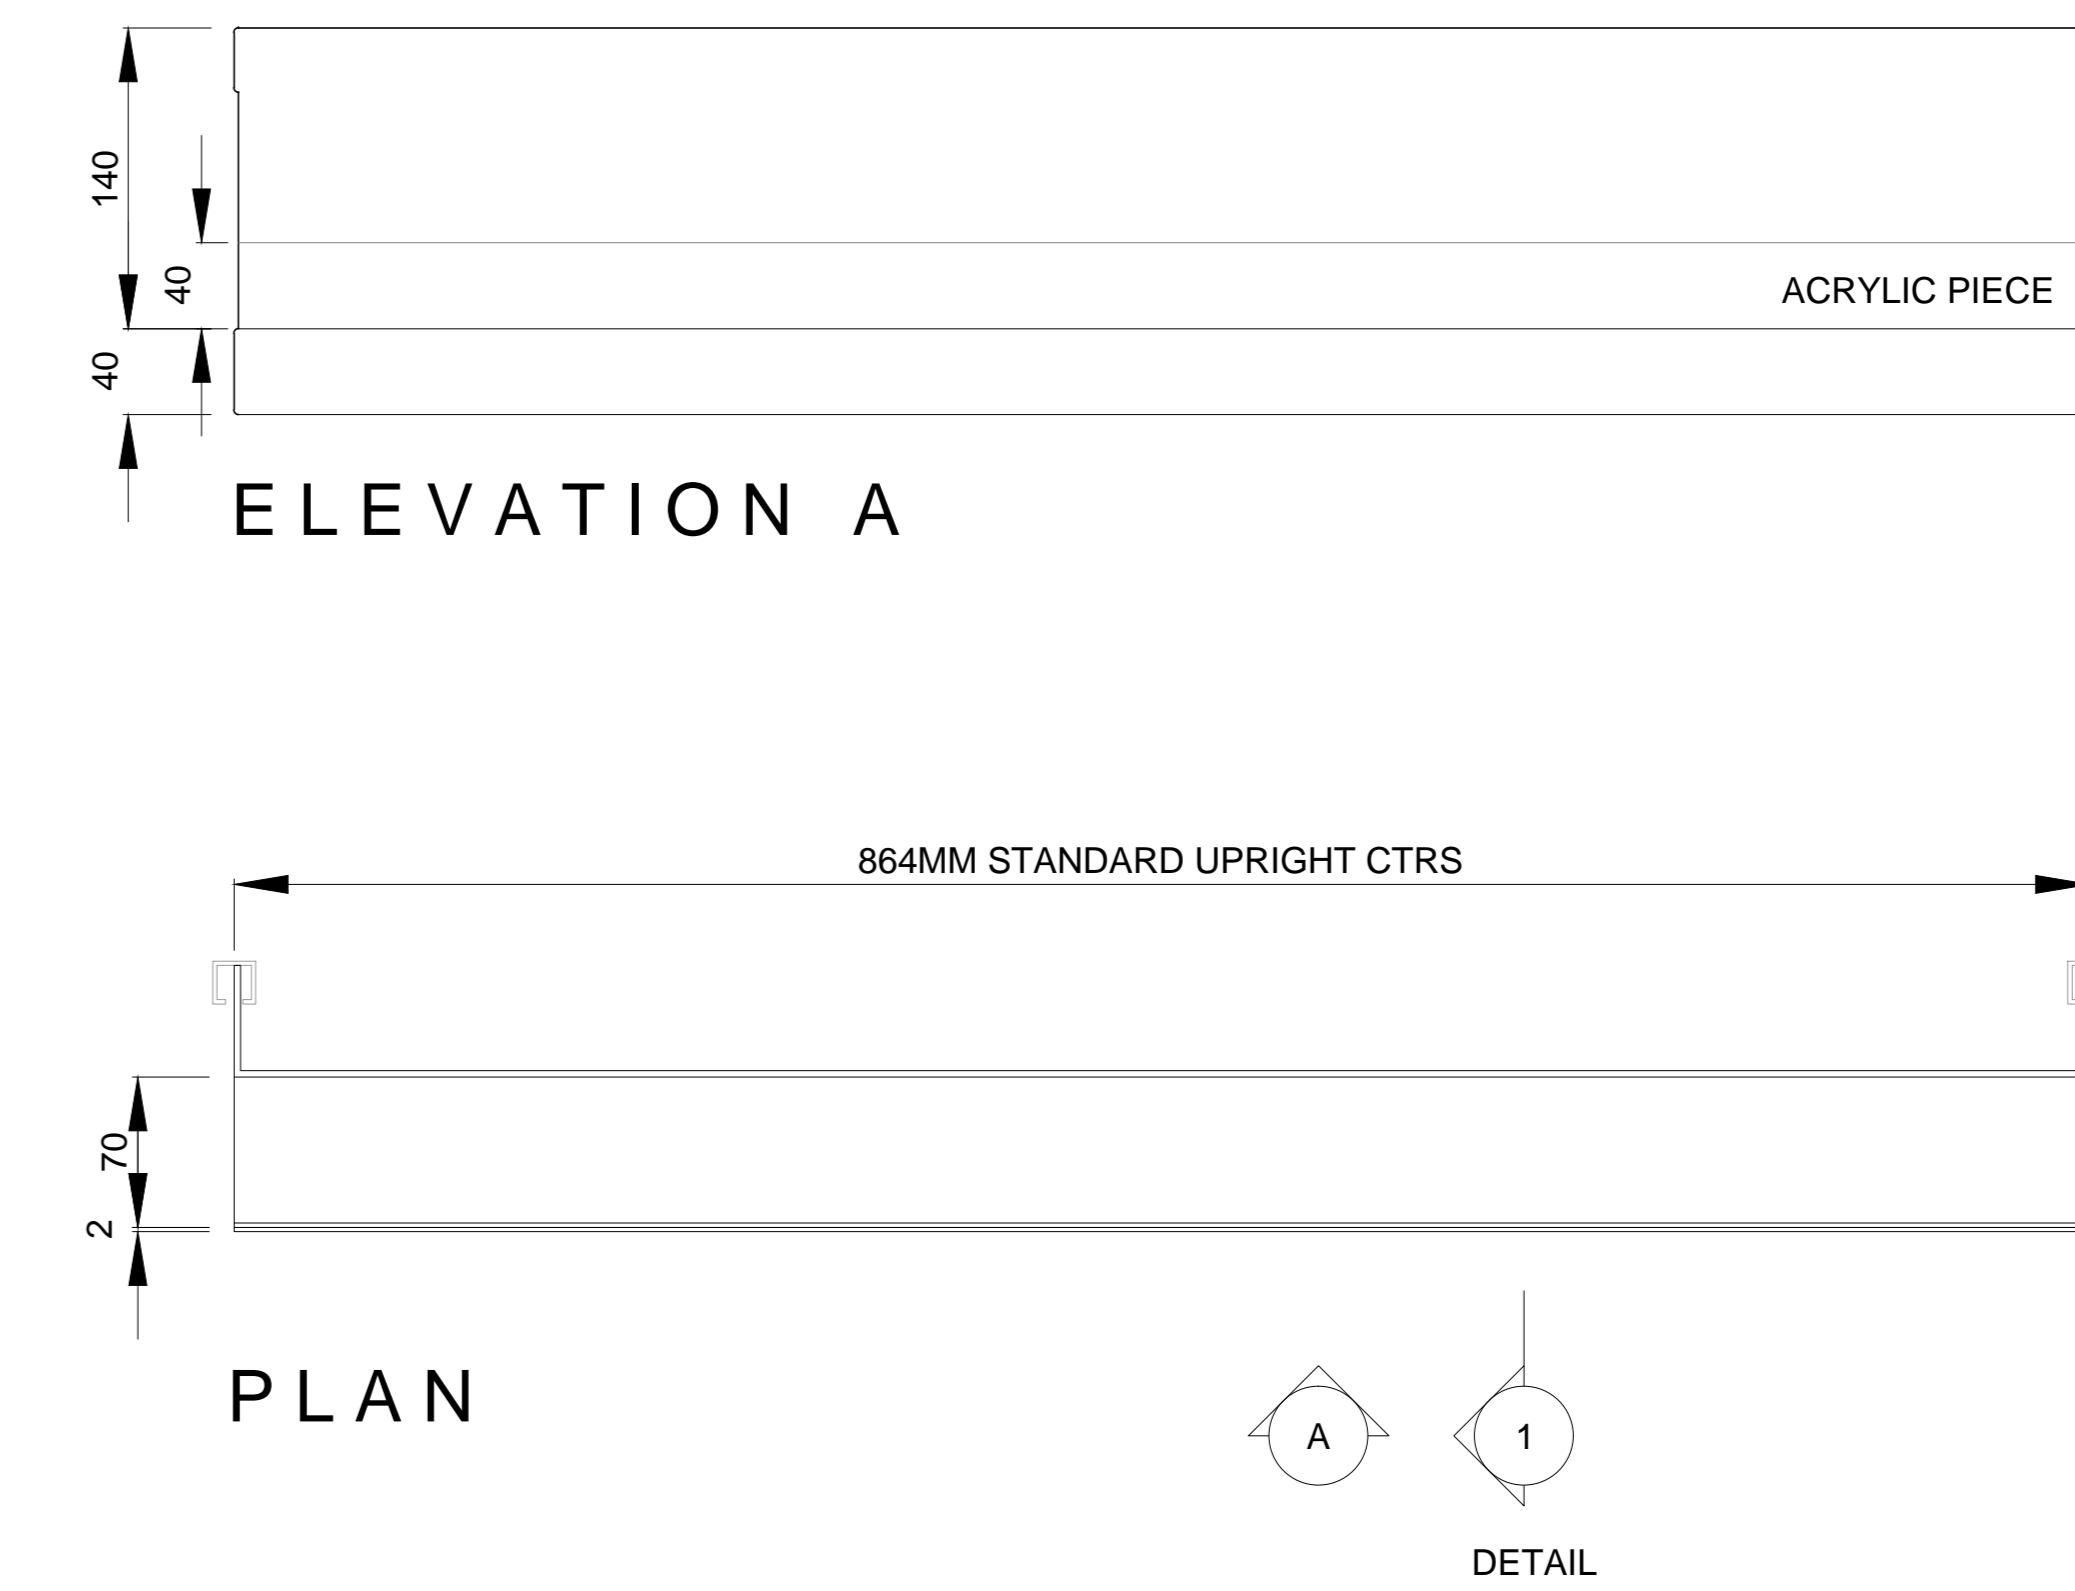 140
40
ACRYLIC PIECE
40
ELEVATION A
864MM STANDARD UPRIGHT CTRS
70
2
PLAN
A
1
DETAIL